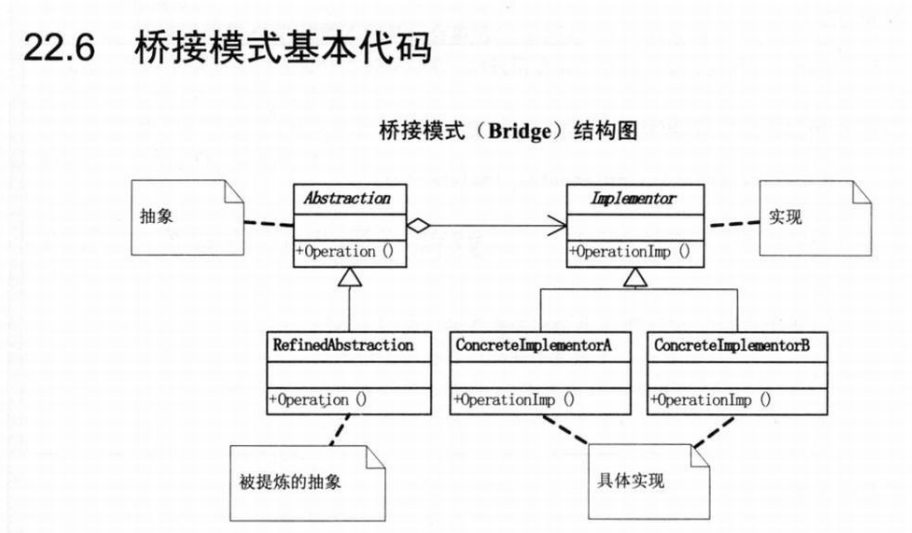 22.6 桥接模式基本代码
桥接模式（Bridge）结构图
抽象
Abstraction
+Operation ()
Implementor
+OperationImp ()
实现
RefinedAbstraction
+Operation ()
ConcreteImplementorA
+OperationImp ()
ConcreteImplementorB
+OperationImp ()
被提炼的抽象
具体实现